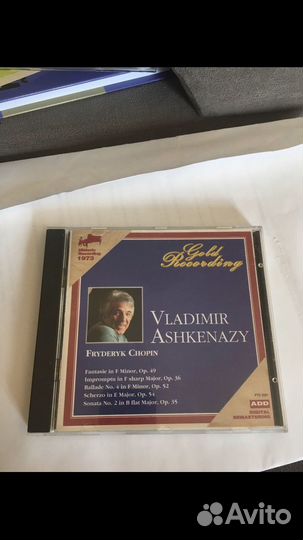 Historic
Recording
1973
Gold
Recording
VLADIMIR
ASHKENAZY
FRYDERYK CHOPIN
Fantasie in F Minor, Op. 49
Impromptu in F sharp Major, Op. 36
Ballade No. 4 in F Minor, Op. 52
Scherzo in E Major, Op. 54
Sonata No. 2 in B flat Major, Op. 35
ADD
DIGITAL
REMASTERING
Avito